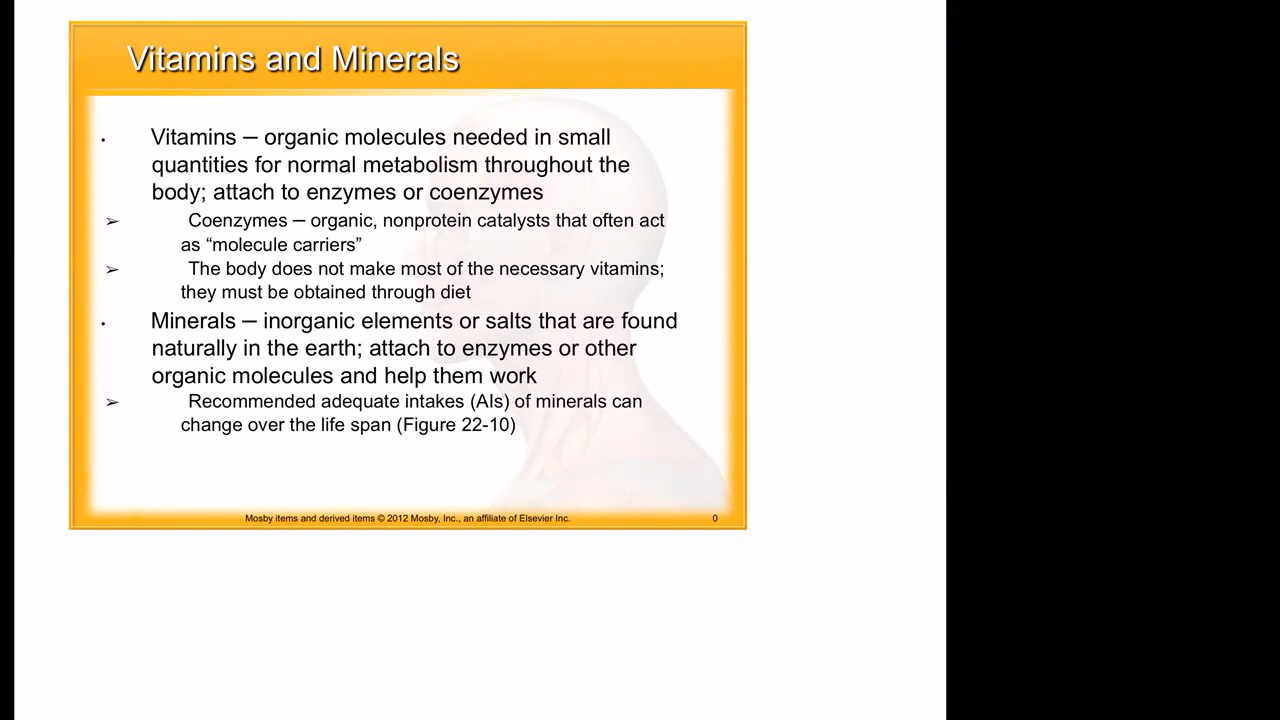 Vitamins and Minerals
• Vitamins – organic molecules needed in small
quantities for normal metabolism throughout the
body; attach to enzymes or coenzymes
➢ Coenzymes – organic, nonprotein catalysts that often act
as “molecule carriers”
➢ The body does not make most of the necessary vitamins;
they must be obtained through diet
• Minerals – inorganic elements or salts that are found
naturally in the earth; attach to enzymes or other
organic molecules and help them work
➢ Recommended adequate intakes (AIs) of minerals can
change over the life span (Figure 22-10)
Mosby items and derived items © 2012 Mosby, Inc., an affiliate of Elsevier Inc. 0